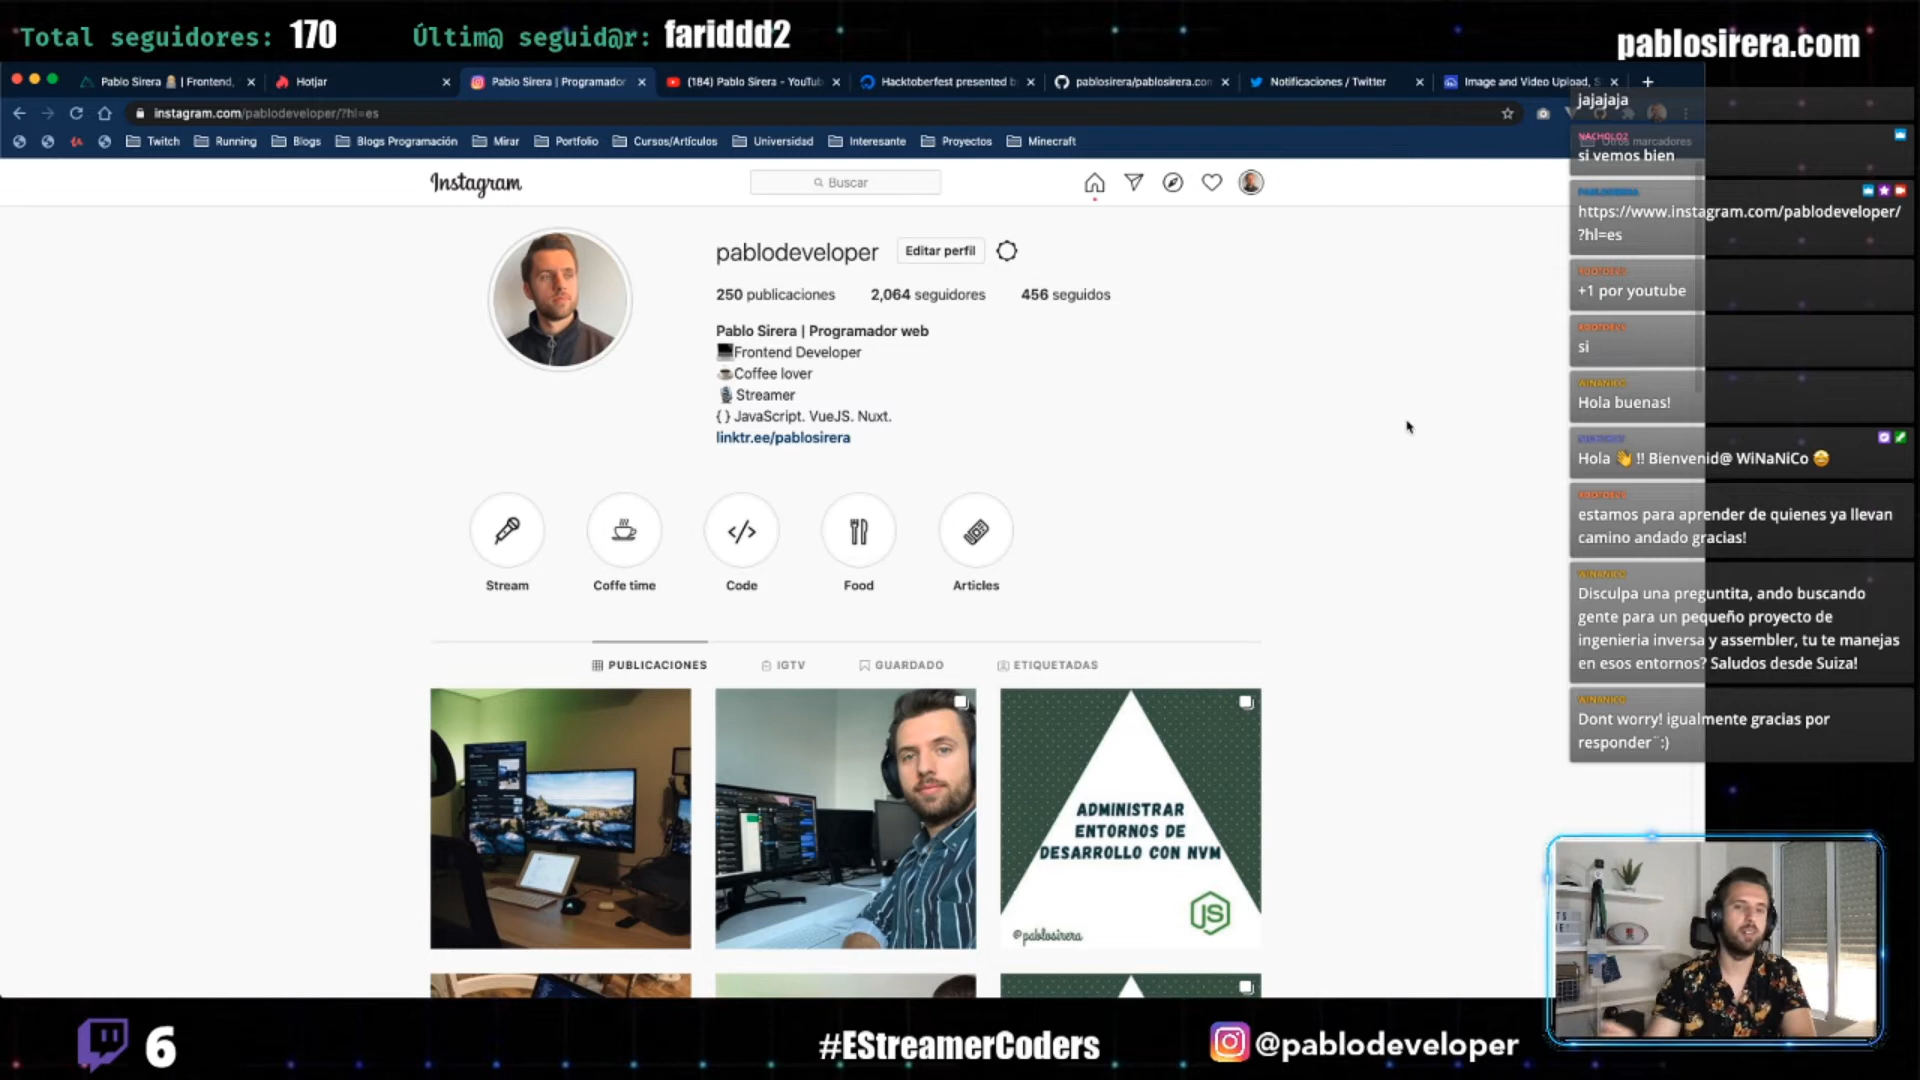 Total seguidores: 170
Últim@ seguid@r: fariddd2
pablosirera.com
Pablo Sirera | Frontend,
Hotjar
Pablo Sirera | Programador
(184) Pablo Sirera - YouTub
Hacktoberfest presented b
pablosirera/pablosirera.com
Notificaciones / Twitter
Image and Video Upload, S
instagram.com/pablodeveloper/?hl=es
Twitch
Running
Blogs
Blogs Programación
Mirar
Portfolio
Cursos/Artículos
Universidad
Interesante
Proyectos
Minecraft
Otros marcadores
Instagram
Buscar
pablodeveloper
Editar perfil
250 publicaciones
2,064 seguidores
456 seguidos
Pablo Sirera | Programador web
Frontend Developer
Coffee lover
Streamer
{ } JavaScript. VueJS. Nuxt.
linktr.ee/pablosirera
Stream
Coffe time
Code
Food
Articles
PUBLICACIONES
IGTV
GUARDADO
ETIQUETADAS
ADMINISTRAR
ENTORNOS DE
DESARROLLO CON NVM
JS
@pablosirera
jajajaja
NACHOLO2
si vemos bien
PABLOSIRERA
https://www.instagram.com/pablodeveloper/
?hl=es
+1 por youtube
si
WINANICO
Hola buenas!
Hola 👋 !! Bienvenid@ WiNaNiCo 🤩
estamos para aprender de quienes ya llevan
camino andado gracias!
WINANICO
Disculpa una preguntita, ando buscando
gente para un pequeño proyecto de
ingenieria inversa y assembler, tu te manejas
en esos entornos? Saludos desde Suiza!
WINANICO
Dont worry! igualmente gracias por
responder¨:)
6
#EStreamerCoders
@pablodeveloper